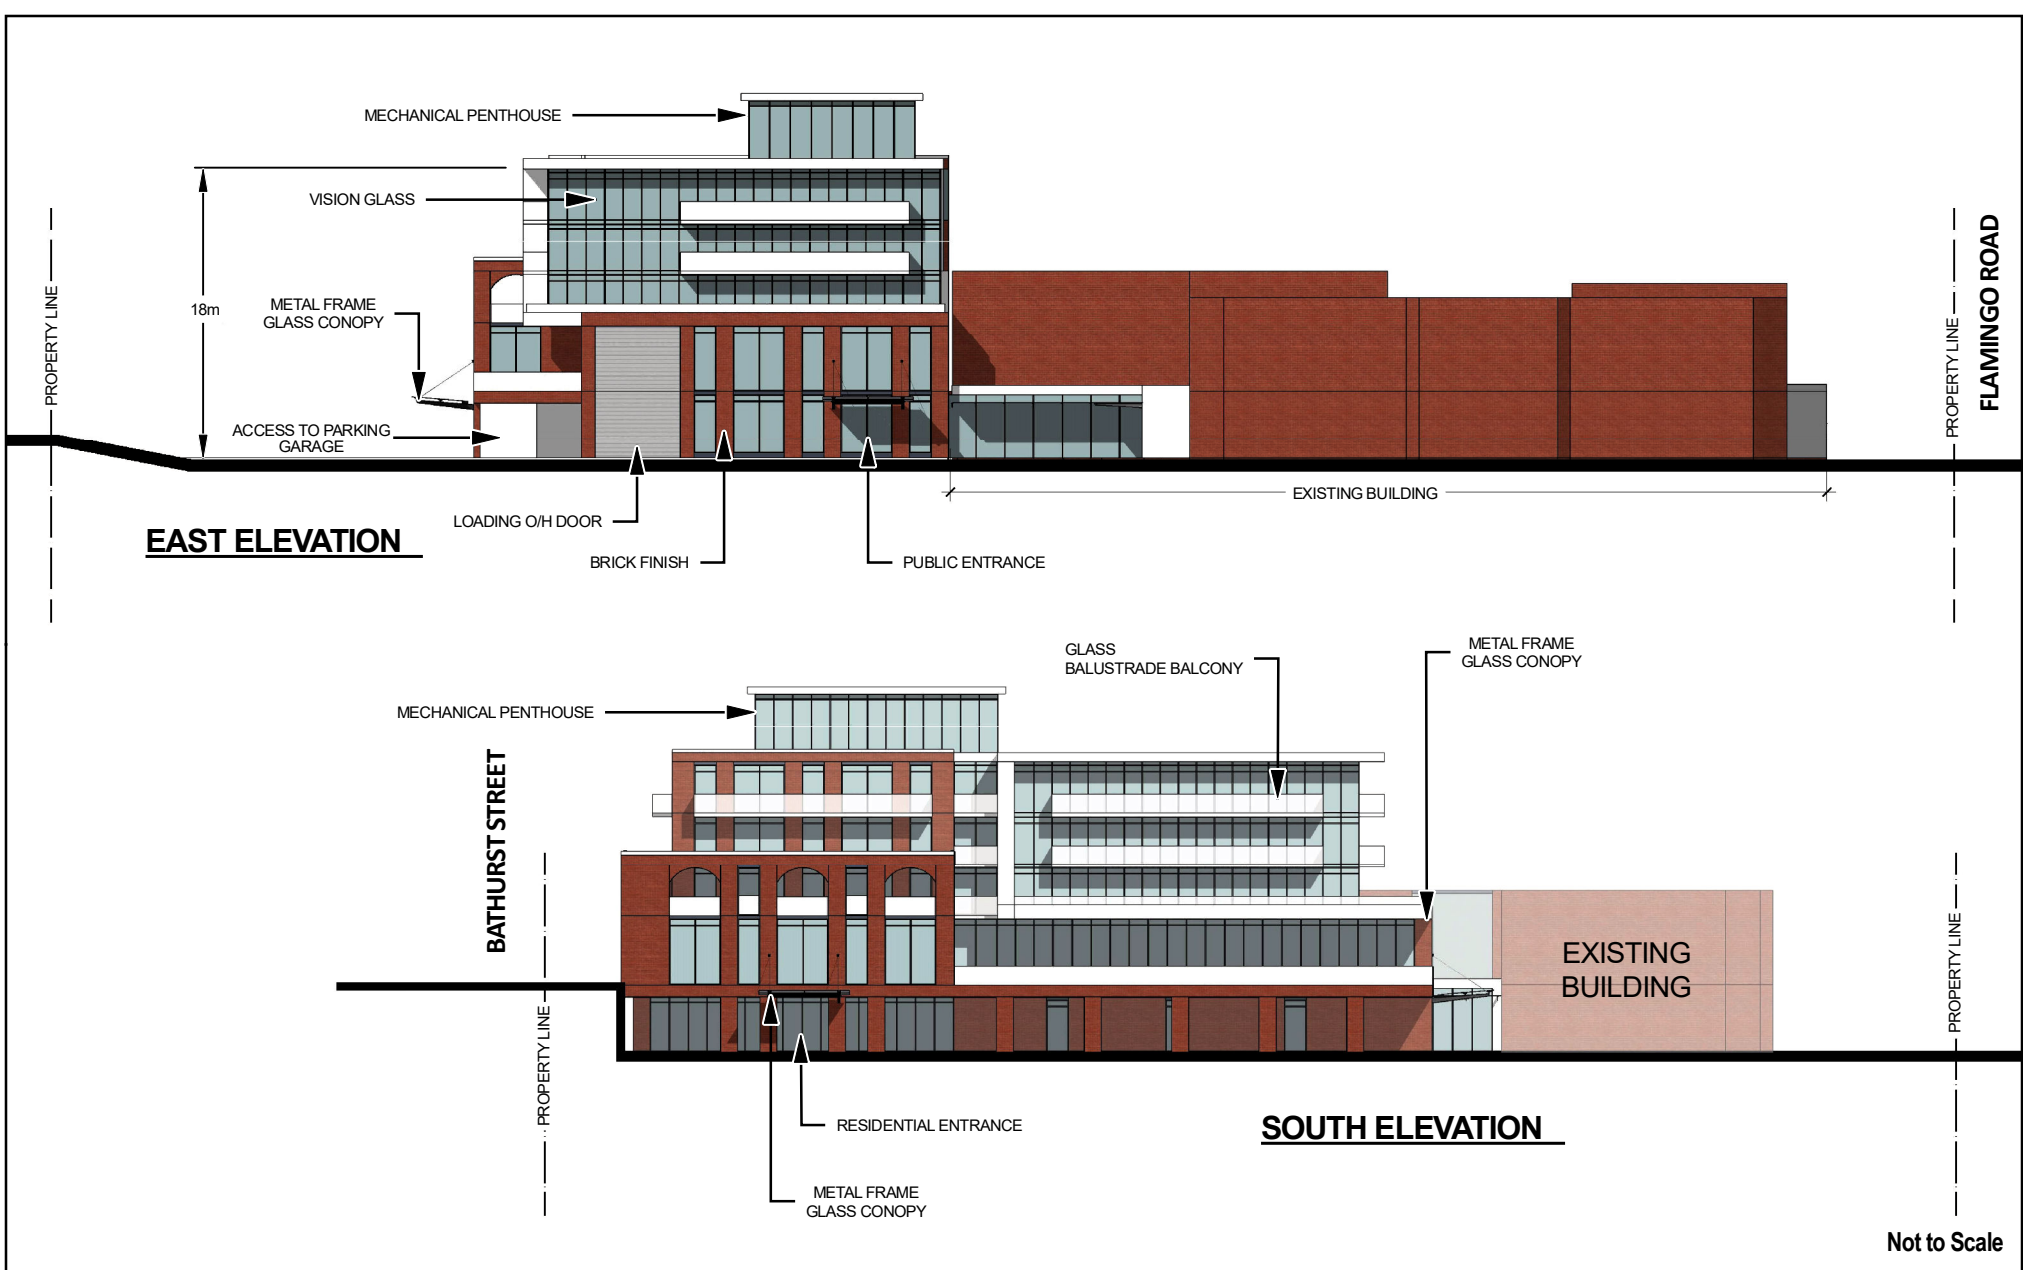 MECHANICAL PENTHOUSE
VISION GLASS
18m
METAL FRAME
GLASS CONOPY
ACCESS TO PARKING
GARAGE
PROPERTY LINE
PROPERTY LINE
FLAMINGO ROAD
EXISTING BUILDING
LOADING O/H DOOR
EAST ELEVATION
BRICK FINISH
PUBLIC ENTRANCE
GLASS
BALUSTRADE BALCONY
METAL FRAME
GLASS CONOPY
MECHANICAL PENTHOUSE
BATHURST STREET
EXISTING
BUILDING
PROPERTY LINE
PROPERTY LINE
RESIDENTIAL ENTRANCE
SOUTH ELEVATION
METAL FRAME
GLASS CONOPY
Not to Scale